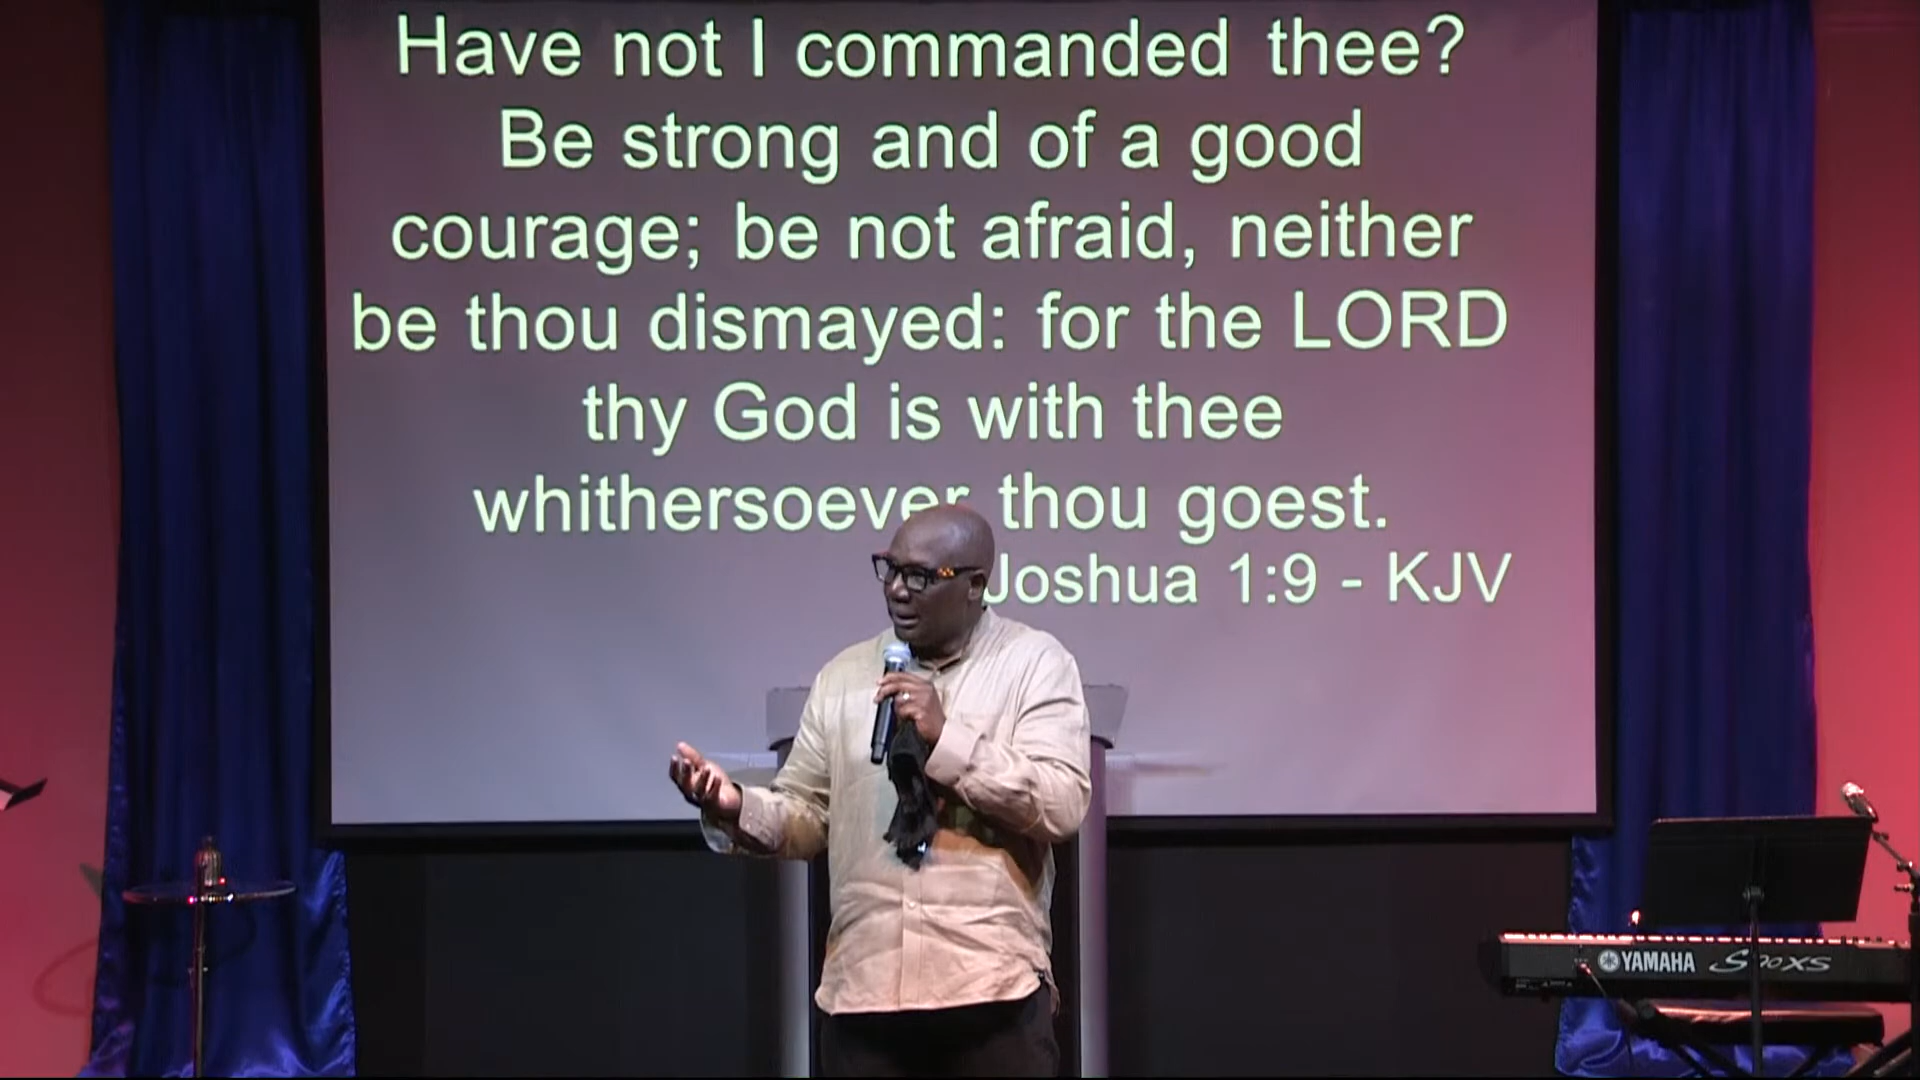 Have not I commanded thee?
Be strong and of a good
courage; be not afraid, neither
be thou dismayed: for the LORD
thy God is with thee
whithersoever thou goest.
Joshua 1:9 - KJV
YAMAHA S90XS